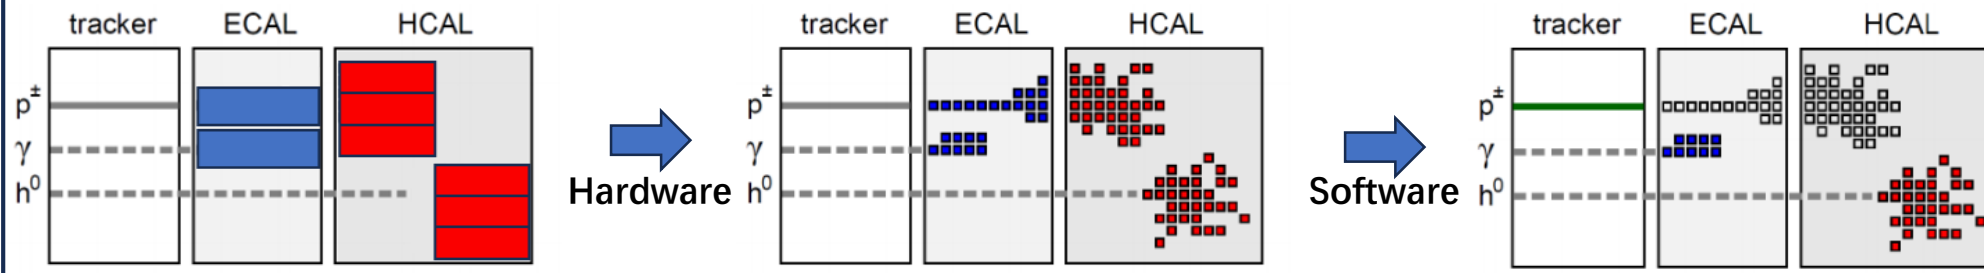 tracker ECAL HCAL
p±
γ
h⁰
Hardware
tracker ECAL HCAL
p±
γ
h⁰
Software
tracker ECAL HCAL
p±
γ
h⁰